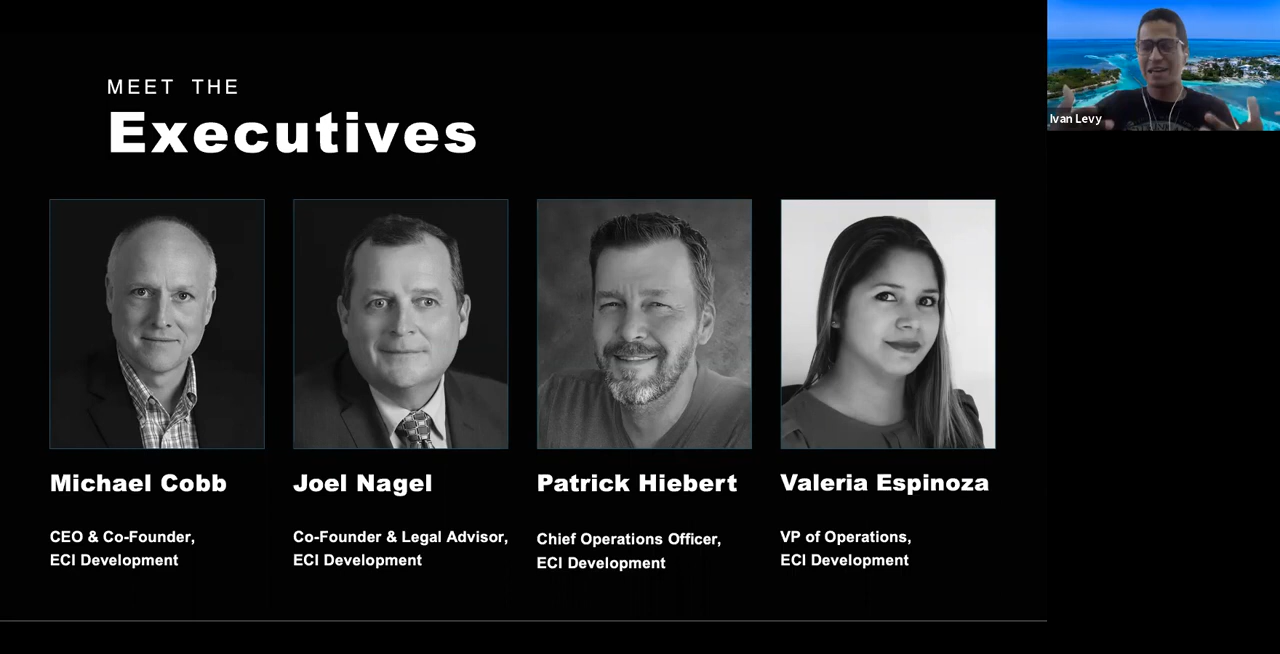 MEET THE
Executives
Ivan Levy
Michael Cobb
CEO & Co-Founder,
ECI Development
Joel Nagel
Co-Founder & Legal Advisor,
ECI Development
Patrick Hiebert
Chief Operations Officer,
ECI Development
Valeria Espinoza
VP of Operations,
ECI Development